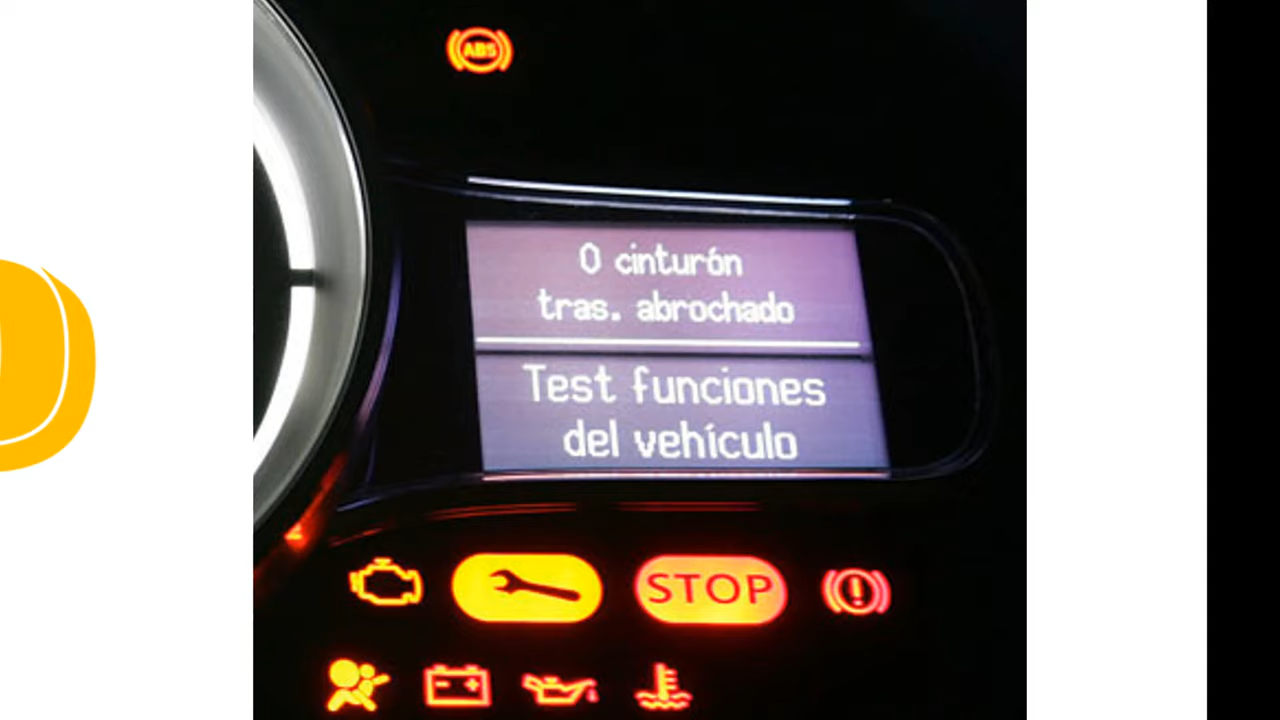 ABS
0 cinturón
tras. abrochado
Test funciones
del vehículo
STOP